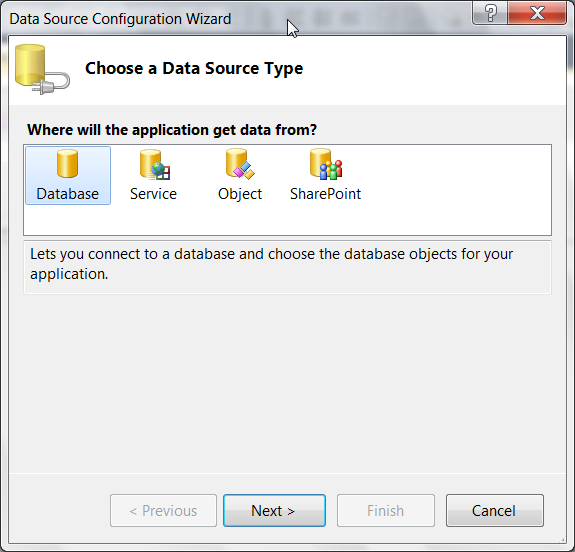 Data Source Configuration Wizard
?
Choose a Data Source Type
Where will the application get data from?
Database Service Object SharePoint
Lets you connect to a database and choose the database objects for your
application.
< Previous Next > Finish Cancel